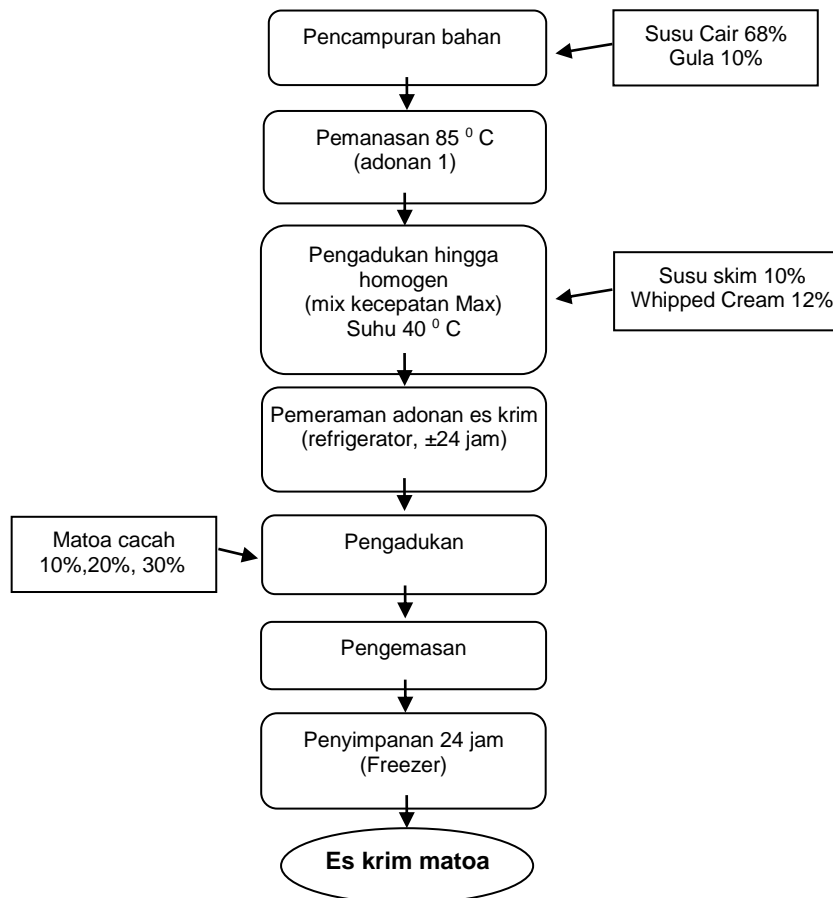 Pencampuran bahan
Susu Cair 68%
Gula 10%
Pemanasan 85 ⁰ C
(adonan 1)
Pengadukan hingga
homogen
(mix kecepatan Max)
Suhu 40 ⁰ C
Susu skim 10%
Whipped Cream 12%
Pemeraman adonan es krim
(refrigerator, ±24 jam)
Matoa cacah
10%,20%, 30%
Pengadukan
Pengemasan
Penyimpanan 24 jam
(Freezer)
Es krim matoa